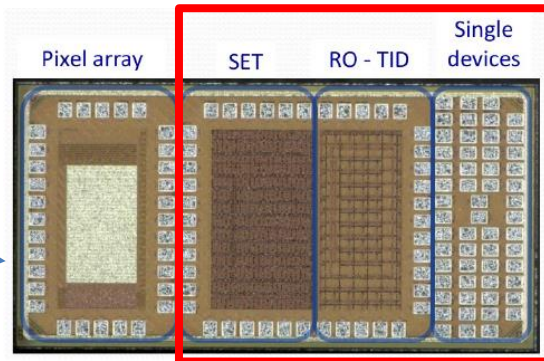 Pixel array
SET
RO - TID
Single
devices